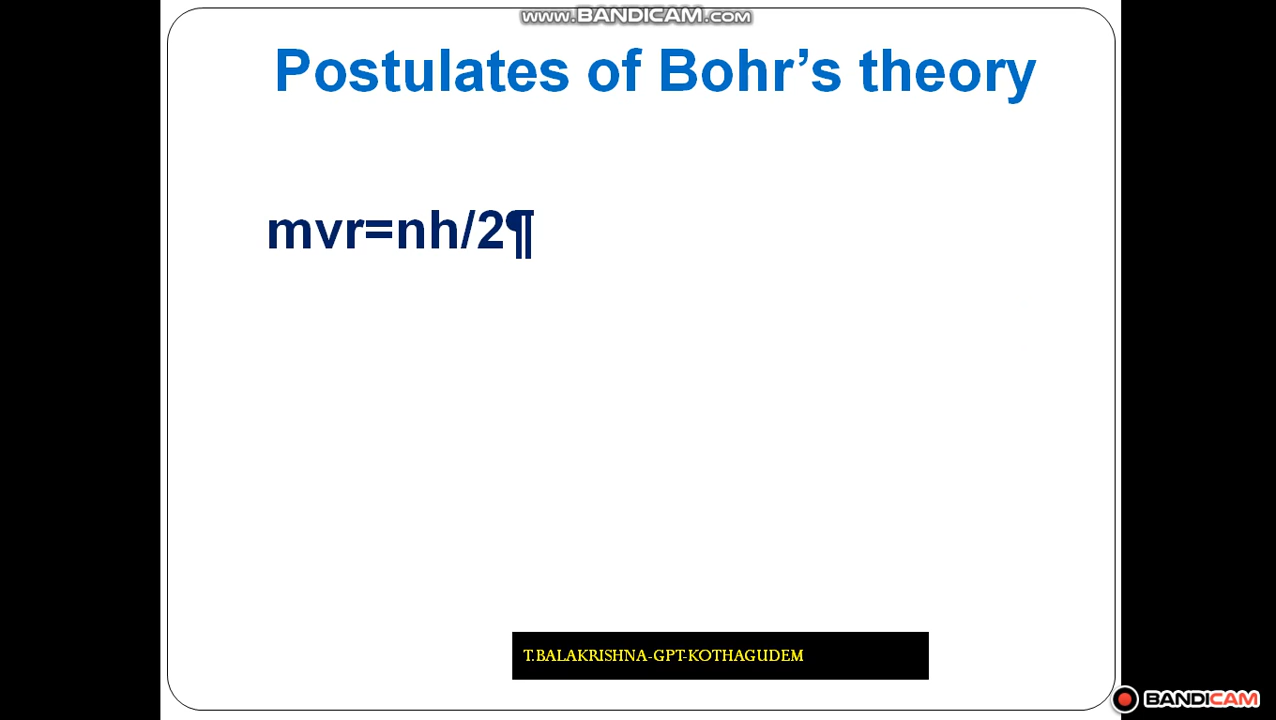 www.BANDICAM.com
Postulates of Bohr’s theory
mvr=nh/2¶
T.BALAKRISHNA-GPT-KOTHAGUDEM
BANDICAM